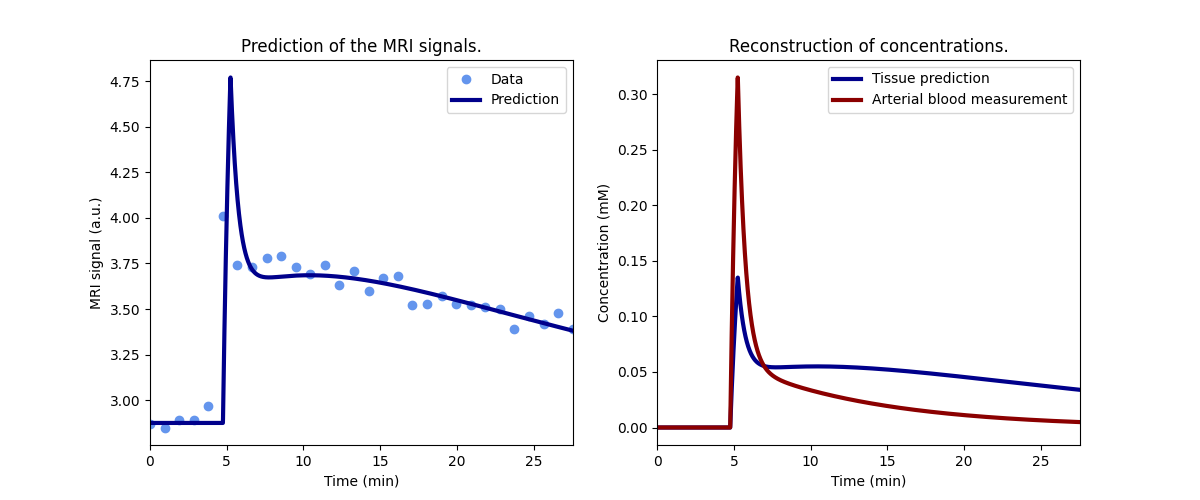 Prediction of the MRI signals.
4.75
4.50
4.25
4.00
3.75
3.50
3.25
3.00
MRI signal (a.u.)
0
5
10
15
20
25
Time (min)
Data
Prediction
Reconstruction of concentrations.
0.30
0.25
0.20
0.15
0.10
0.05
0.00
Concentration (mM)
0
5
10
15
20
25
Time (min)
Tissue prediction
Arterial blood measurement